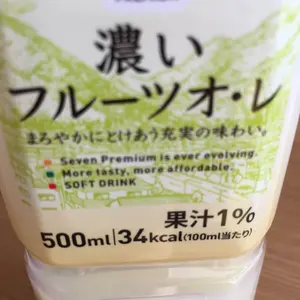 濃い
フルーツオ・レ
まろやかにとけあう充実の味わい。
Seven Premium is ever evolving.
More tasty, more affordable.
SOFT DRINK
果汁1%
500ml|34kcal(100ml当たり)